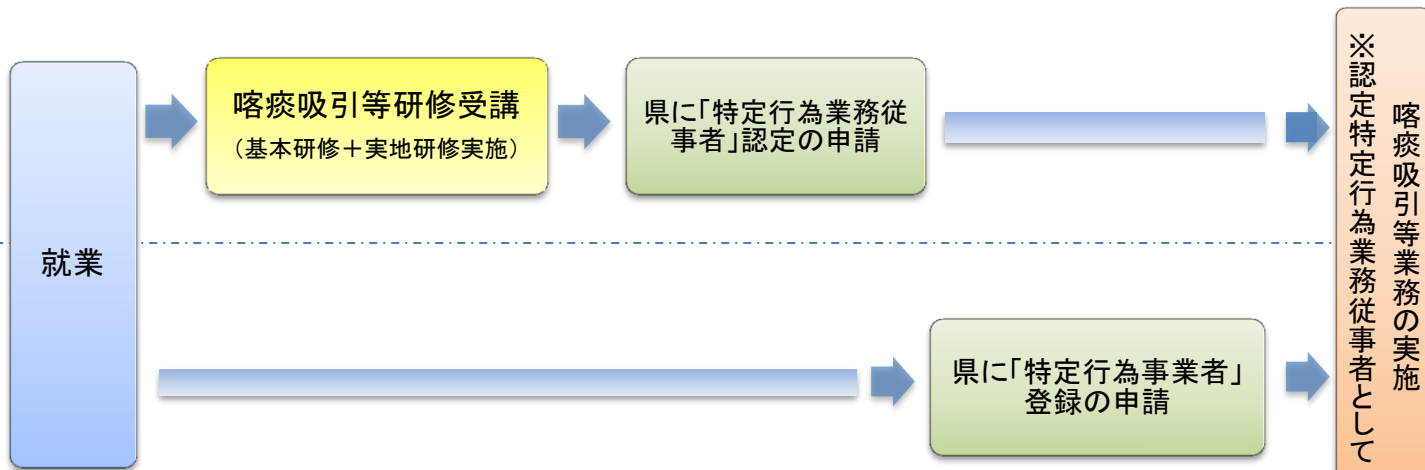 就業
喀痰吸引等研修受講
(基本研修+実地研修実施)
県に「特定行為業務従
事者」認定の申請
県に「特定行為事業者」
登録の申請
喀痰吸引等業務の実施
※認定特定行為業務従事者として